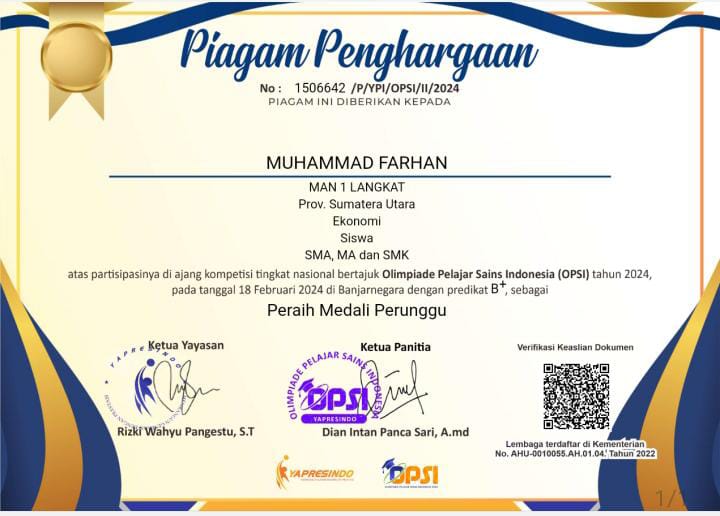 Piagam Penghargaan
No : 1506642 /P/YPI/OPSI/II/2024
PIAGAM INI DIBERIKAN KEPADA
MUHAMMAD FARHAN
MAN 1 LANGKAT
Prov. Sumatera Utara
Ekonomi
Siswa
SMA, MA dan SMK
atas partisipasinya di ajang kompetisi tingkat nasional bertajuk Olimpiade Pelajar Sains Indonesia (OPSI) tahun 2024,
pada tanggal 18 Februari 2024 di Banjarnegara dengan predikat B+, sebagai
Peraih Medali Perunggu
Ketua Yayasan
YAPRESINDO
Rizki Wahyu Pangestu, S.T
Ketua Panitia
OLIMPIADE PELAJAR SAINS INDONESIA
OPSI
YAPRESINDO
Dian Intan Panca Sari, A.md
Verifikasi Keaslian Dokumen
Lembaga terdaftar di Kementerian
No. AHU-0010055.AH.01.04. Tahun 2022
YAPRESINDO
OPSI